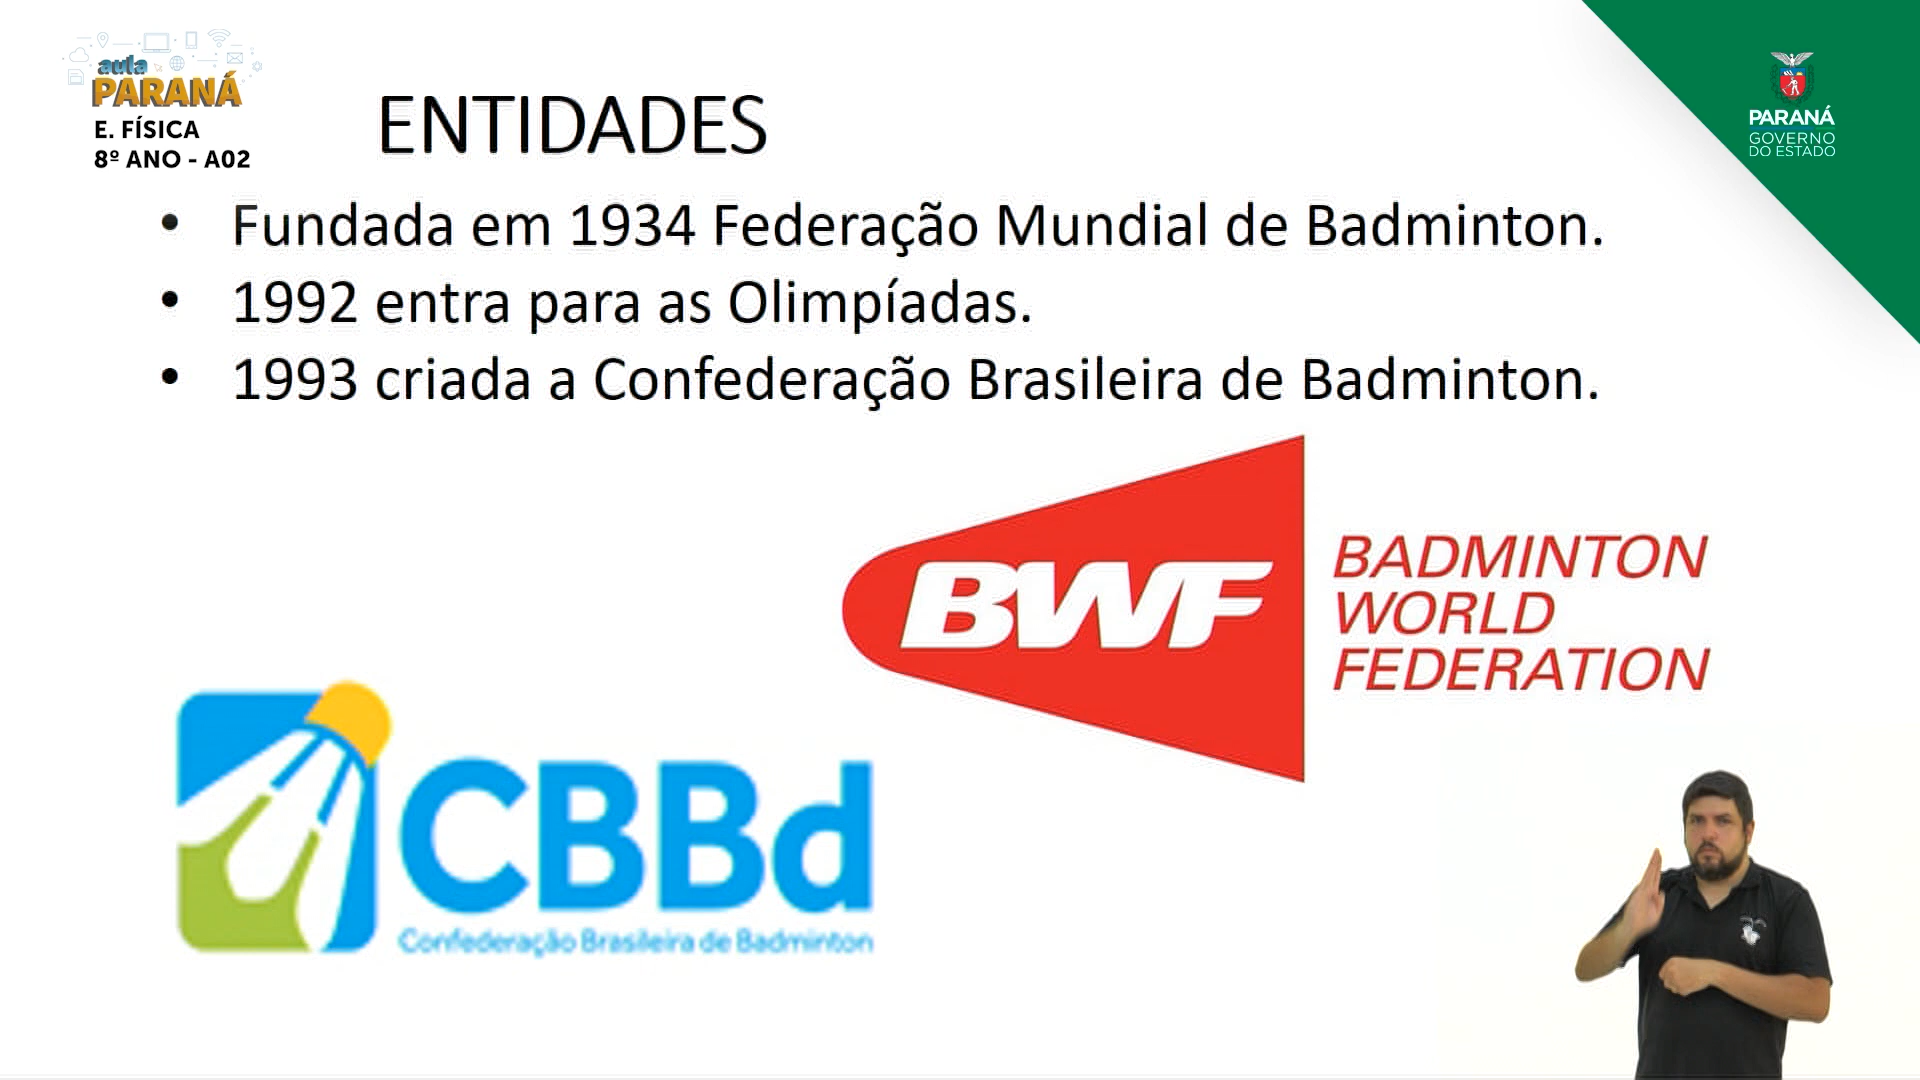 aula
PARANÁ
E. FÍSICA
8º ANO - A02
PARANÁ
GOVERNO
DO ESTADO
ENTIDADES
• Fundada em 1934 Federação Mundial de Badminton.
• 1992 entra para as Olimpíadas.
• 1993 criada a Confederação Brasileira de Badminton.
BWF
BADMINTON
WORLD
FEDERATION
CBBd
Confederação Brasileira de Badminton